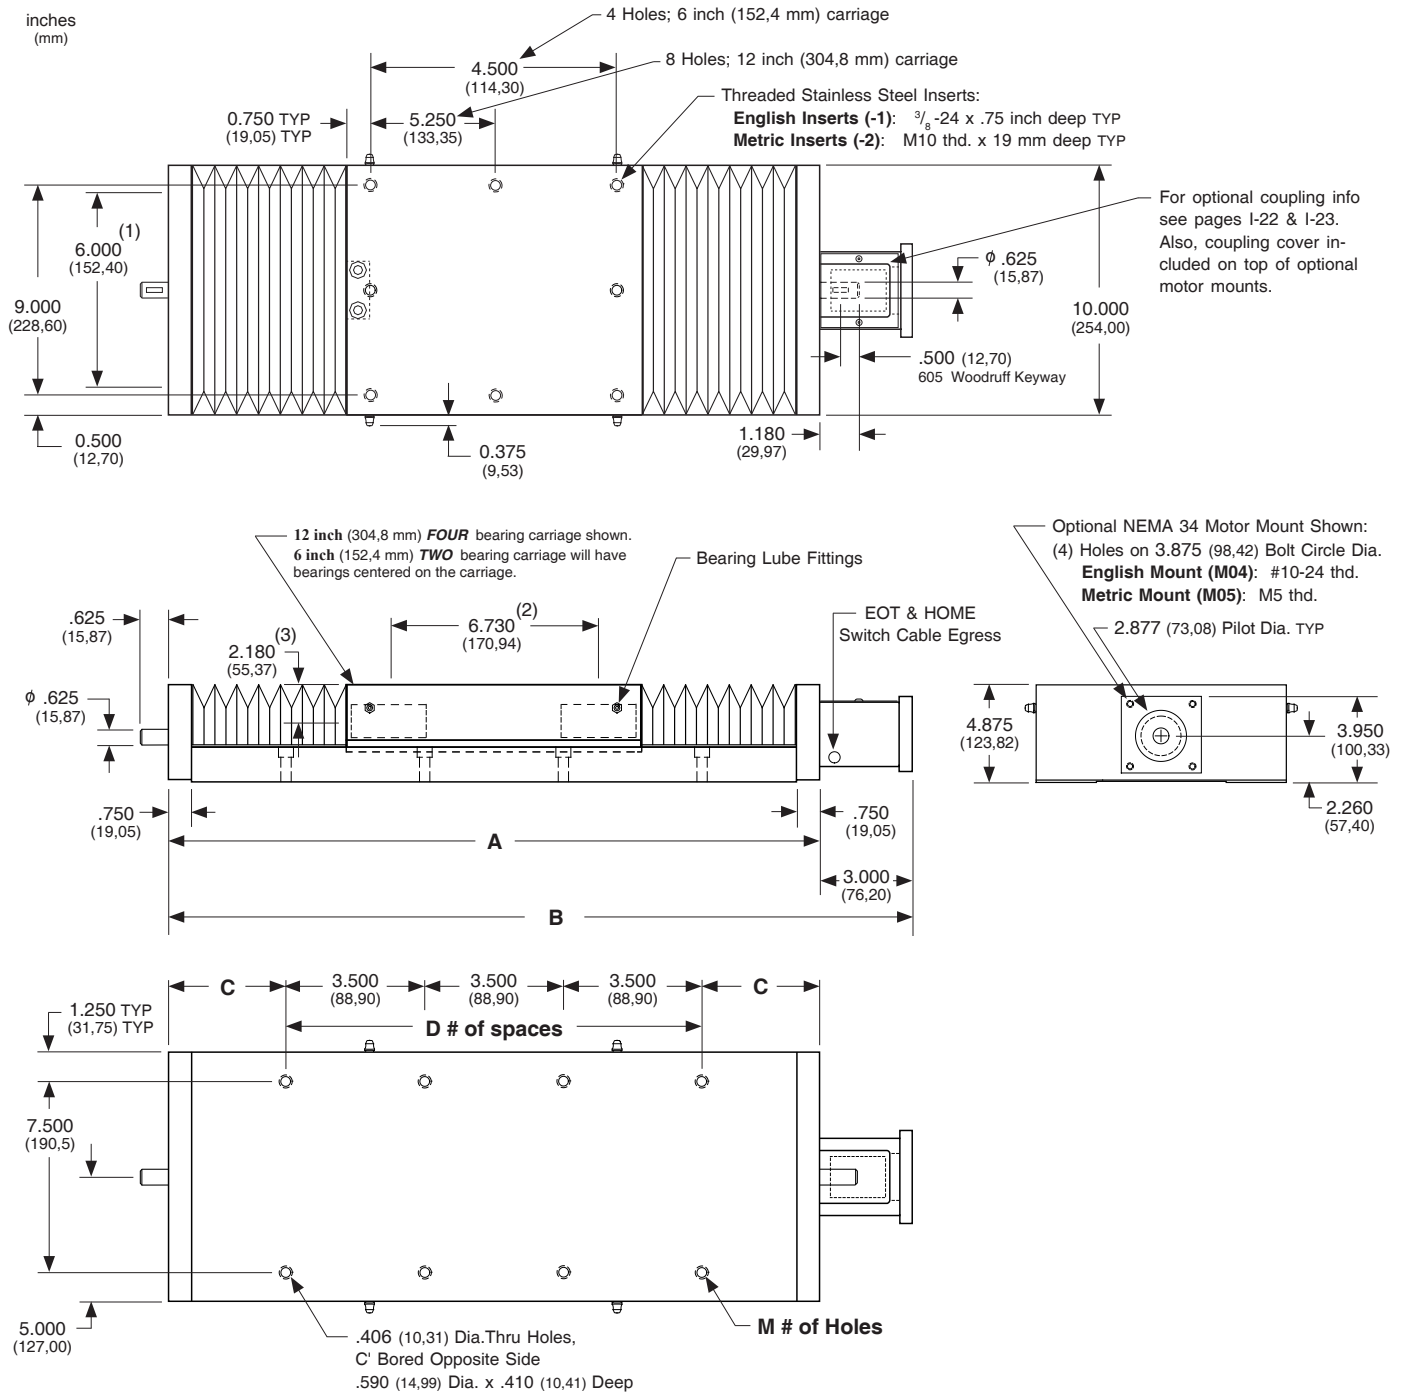 inches
(mm)
4 Holes; 6 inch (152,4 mm) carriage
4.500
(114,30)
8 Holes; 12 inch (304,8 mm) carriage
0.750 TYP
(19,05) TYP
5.250
(133,35)
Threaded Stainless Steel Inserts:
English Inserts (-1): 3/8 -24 x .75 inch deep TYP
Metric Inserts (-2): M10 thd. x 19 mm deep TYP
For optional coupling info
see pages I-22 & I-23.
Also, coupling cover in-
cluded on top of optional
motor mounts.
(1)
6.000
(152,40)
9.000
(228,60)
ϕ .625
(15,87)
10.000
(254,00)
.500 (12,70)
605 Woodruff Keyway
0.500
(12,70)
0.375
(9,53)
1.180
(29,97)
12 inch (304,8 mm) FOUR bearing carriage shown.
6 inch (152,4 mm) TWO bearing carriage will have
bearings centered on the carriage.
Bearing Lube Fittings
Optional NEMA 34 Motor Mount Shown:
(4) Holes on 3.875 (98,42) Bolt Circle Dia.
English Mount (M04): #10-24 thd.
Metric Mount (M05): M5 thd.
2.877 (73,08) Pilot Dia. TYP
.625
(15,87)
(3)
2.180
(55,37)
(2)
6.730
(170,94)
EOT & HOME
Switch Cable Egress
ϕ .625
(15,87)
4.875
(123,82)
3.950
(100,33)
2.260
(57,40)
.750
(19,05)
A
.750
(19,05)
3.000
(76,20)
B
C
3.500
(88,90)
3.500
(88,90)
3.500
(88,90)
C
1.250 TYP
(31,75) TYP
D # of spaces
7.500
(190,5)
5.000
(127,00)
M # of Holes
.406 (10,31) Dia.Thru Holes,
C' Bored Opposite Side
.590 (14,99) Dia. x .410 (10,41) Deep